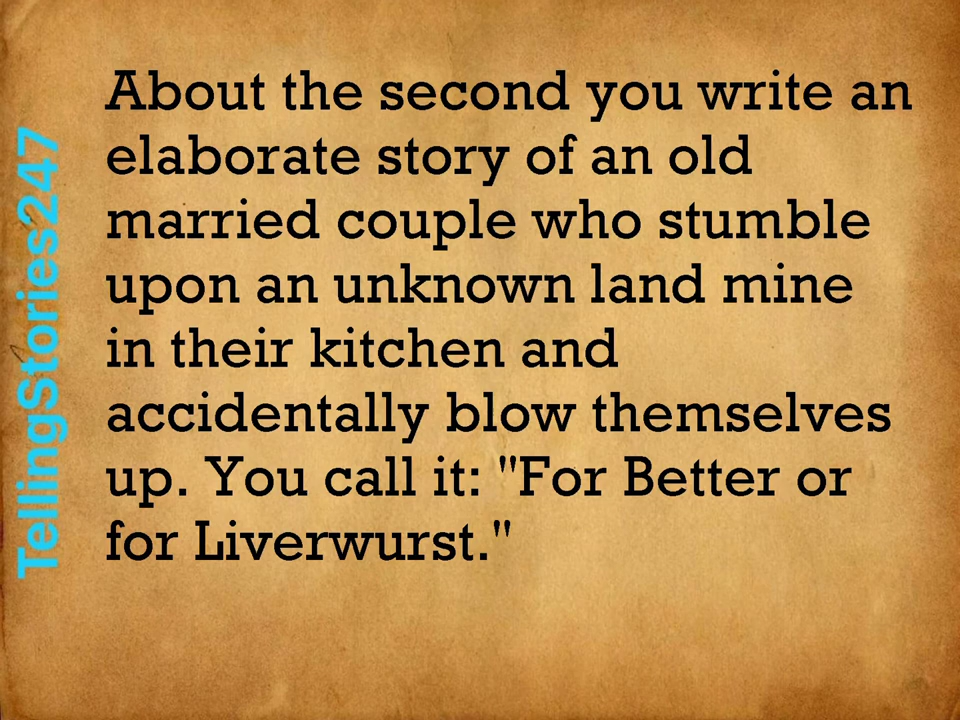 About the second you write an
elaborate story of an old
married couple who stumble
upon an unknown land mine
in their kitchen and
accidentally blow themselves
up. You call it: "For Better or
for Liverwurst."
TellingStories247